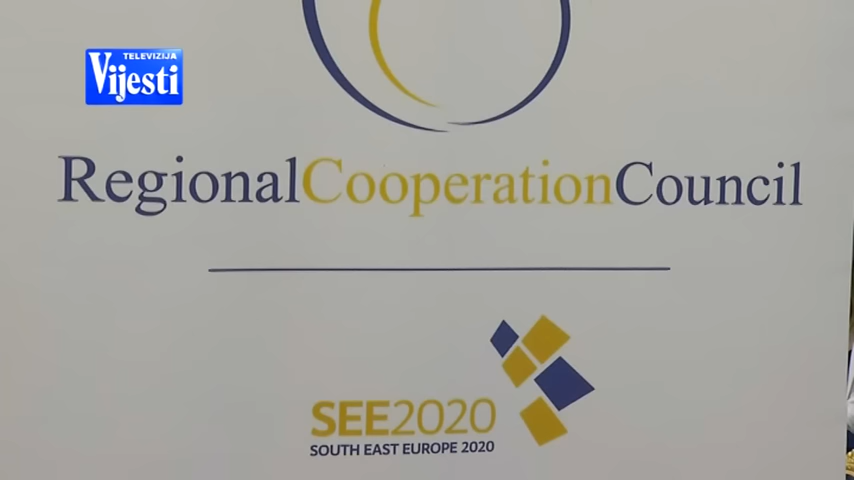 TELEVIZIJA
Vijesti
RegionalCooperationCouncil
SEE2020
SOUTH EAST EUROPE 2020